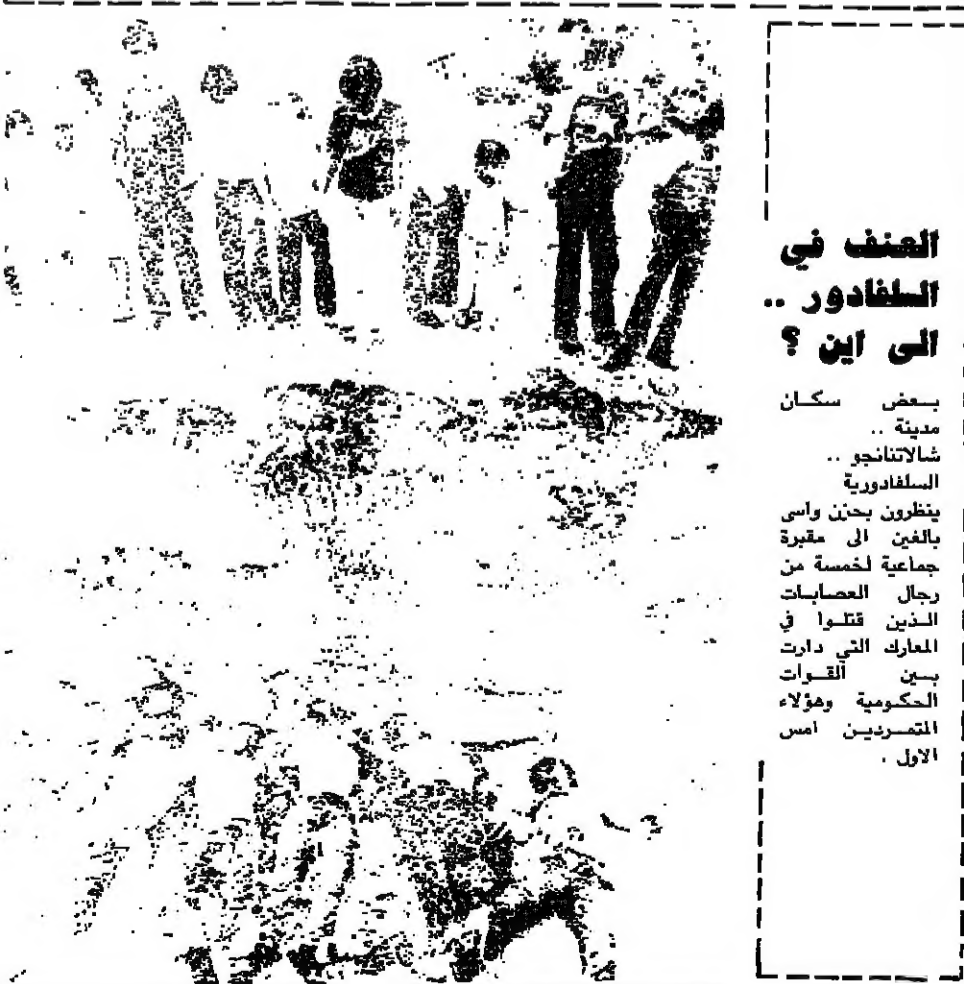 العنف في
السلفادور ..
الى اين ؟
بعض سكان
مدينة ..
شالاتنانجو ..
السلفادورية
ينظرون بحزن واسى
بالغين الى مقبرة
جماعية لخمسة من
رجال العصابات
الذين قتلوا في
المعارك التي دارت
بين القوات
الحكومية وهؤلاء
المتمردين امس
الاول .